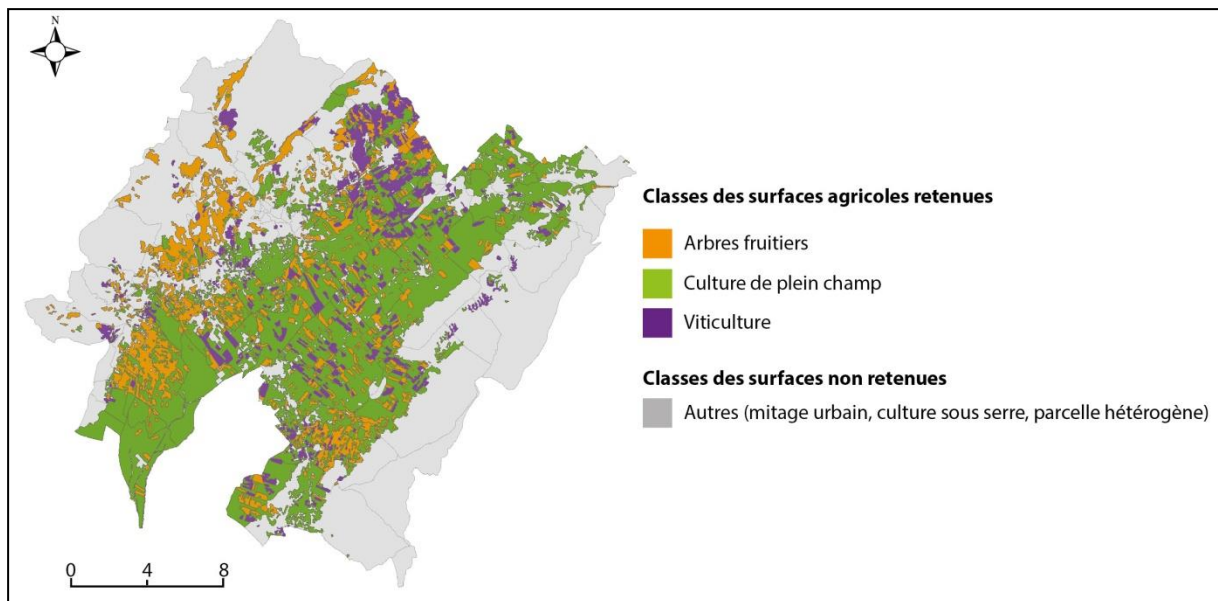 N
Classes des surfaces agricoles retenues
Arbres fruitiers
Culture de plein champ
Viticulture
Classes des surfaces non retenues
Autres (mitage urbain, culture sous serre, parcelle hétérogène)
0 4 8